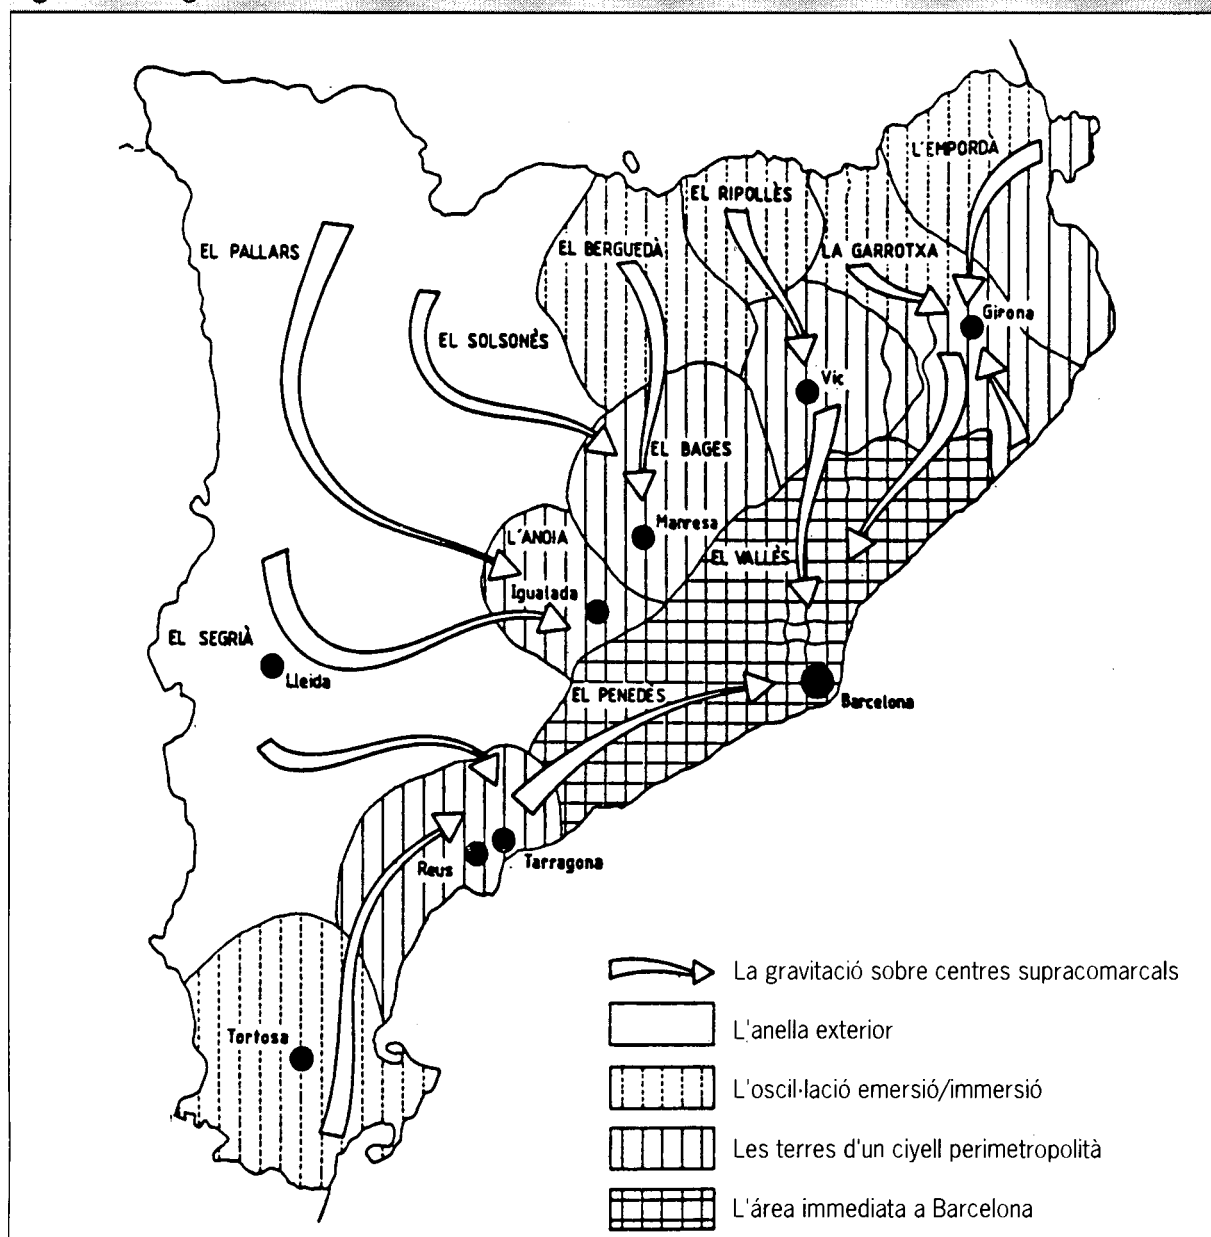 L'EMPORDÀ
EL RIPOLLÈS
EL PALLARS
EL BERGUEDÀ
LA GARROTXA
Girona
EL SOLSONÈS
Vic
EL BAGES
Manresa
L'ANOIA
EL VALLÈS
Igualada
EL SEGRIÀ
Lleida
EL PENEDÈS
Barcelona
Reus
Tarragona
Tortosa
La gravitació sobre centres supracomarcals
L'anella exterior
L'oscil·lació emersió/immersió
Les terres d'un ciyell perimetropolità
L'área immediata a Barcelona